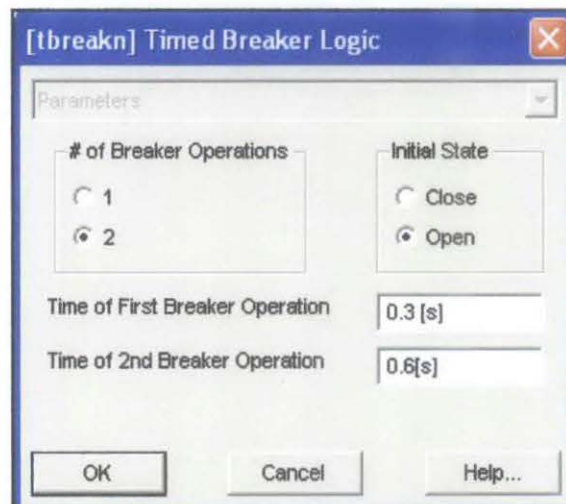 [tbreakn] Timed Breaker Logic
Parameters
# of Breaker Operations
Initial State
1
Close
2
Open
Time of First Breaker Operation
0.3 [s]
Time of 2nd Breaker Operation
0.6[s]
OK
Cancel
Help...